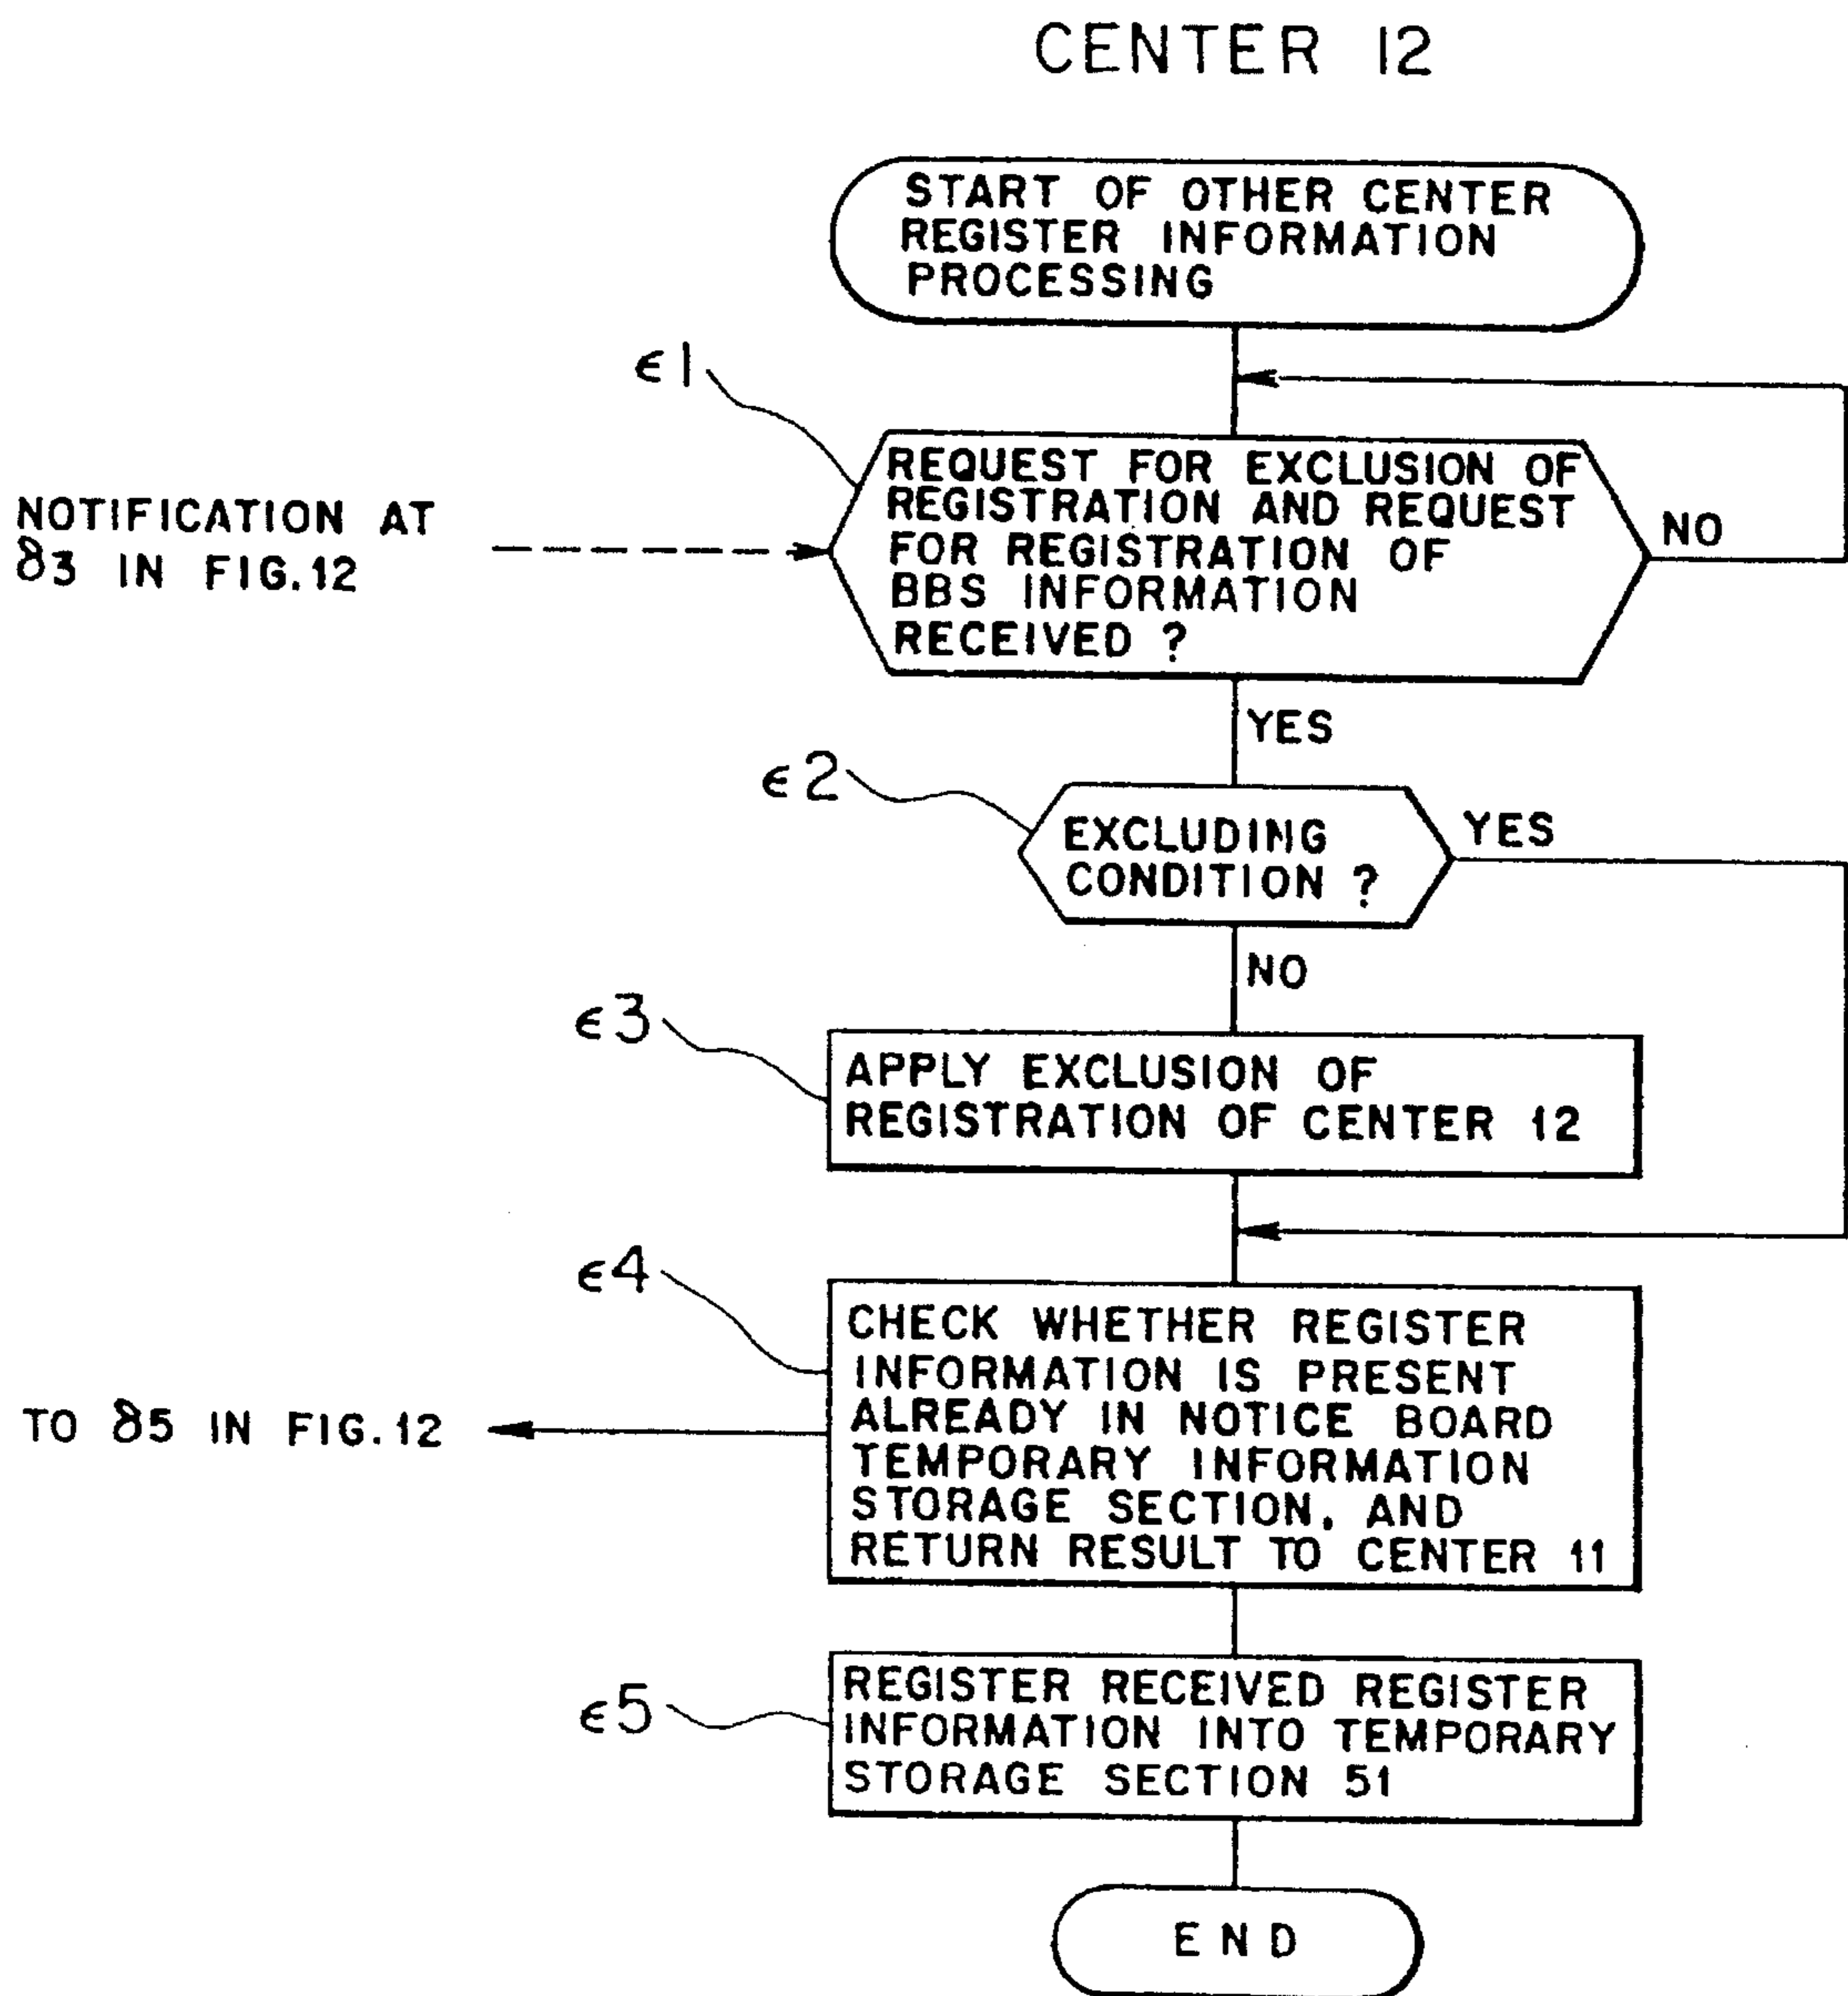 CENTER 12
START OF OTHER CENTER
REGISTER INFORMATION
PROCESSING
ϵ1
REQUEST FOR EXCLUSION OF
REGISTRATION AND REQUEST
FOR REGISTRATION OF
BBS INFORMATION
RECEIVED ?
NO
NOTIFICATION AT
δ3 IN FIG.12
YES
ϵ2
EXCLUDING
CONDITION ?
YES
NO
ϵ3
APPLY EXCLUSION OF
REGISTRATION OF CENTER 12
ϵ4
CHECK WHETHER REGISTER
INFORMATION IS PRESENT
ALREADY IN NOTICE BOARD
TEMPORARY INFORMATION
STORAGE SECTION, AND
RETURN RESULT TO CENTER 11
TO δ5 IN FIG.12
ϵ5
REGISTER RECEIVED REGISTER
INFORMATION INTO TEMPORARY
STORAGE SECTION 51
END